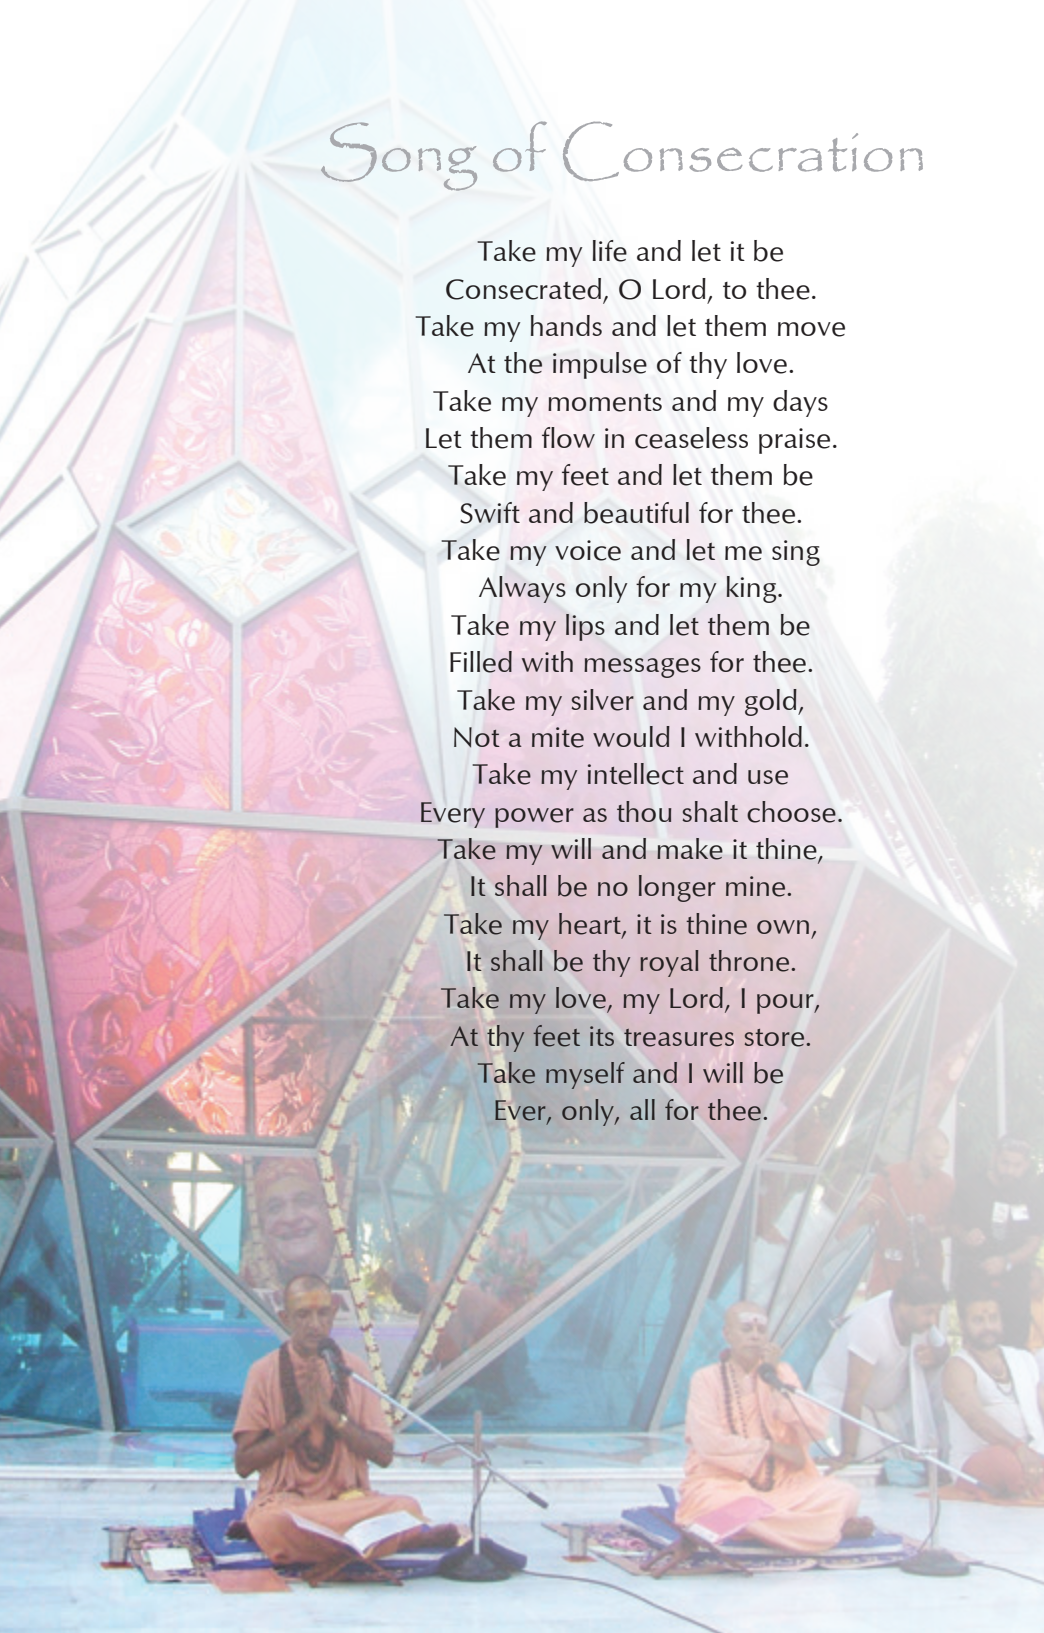 Song of Consecration
Take my life and let it be
Consecrated, O Lord, to thee.
Take my hands and let them move
At the impulse of thy love.
Take my moments and my days
Let them flow in ceaseless praise.
Take my feet and let them be
Swift and beautiful for thee.
Take my voice and let me sing
Always only for my king.
Take my lips and let them be
Filled with messages for thee.
Take my silver and my gold,
Not a mite would I withhold.
Take my intellect and use
Every power as thou shalt choose.
Take my will and make it thine,
It shall be no longer mine.
Take my heart, it is thine own,
It shall be thy royal throne.
Take my love, my Lord, I pour,
At thy feet its treasures store.
Take myself and I will be
Ever, only, all for thee.